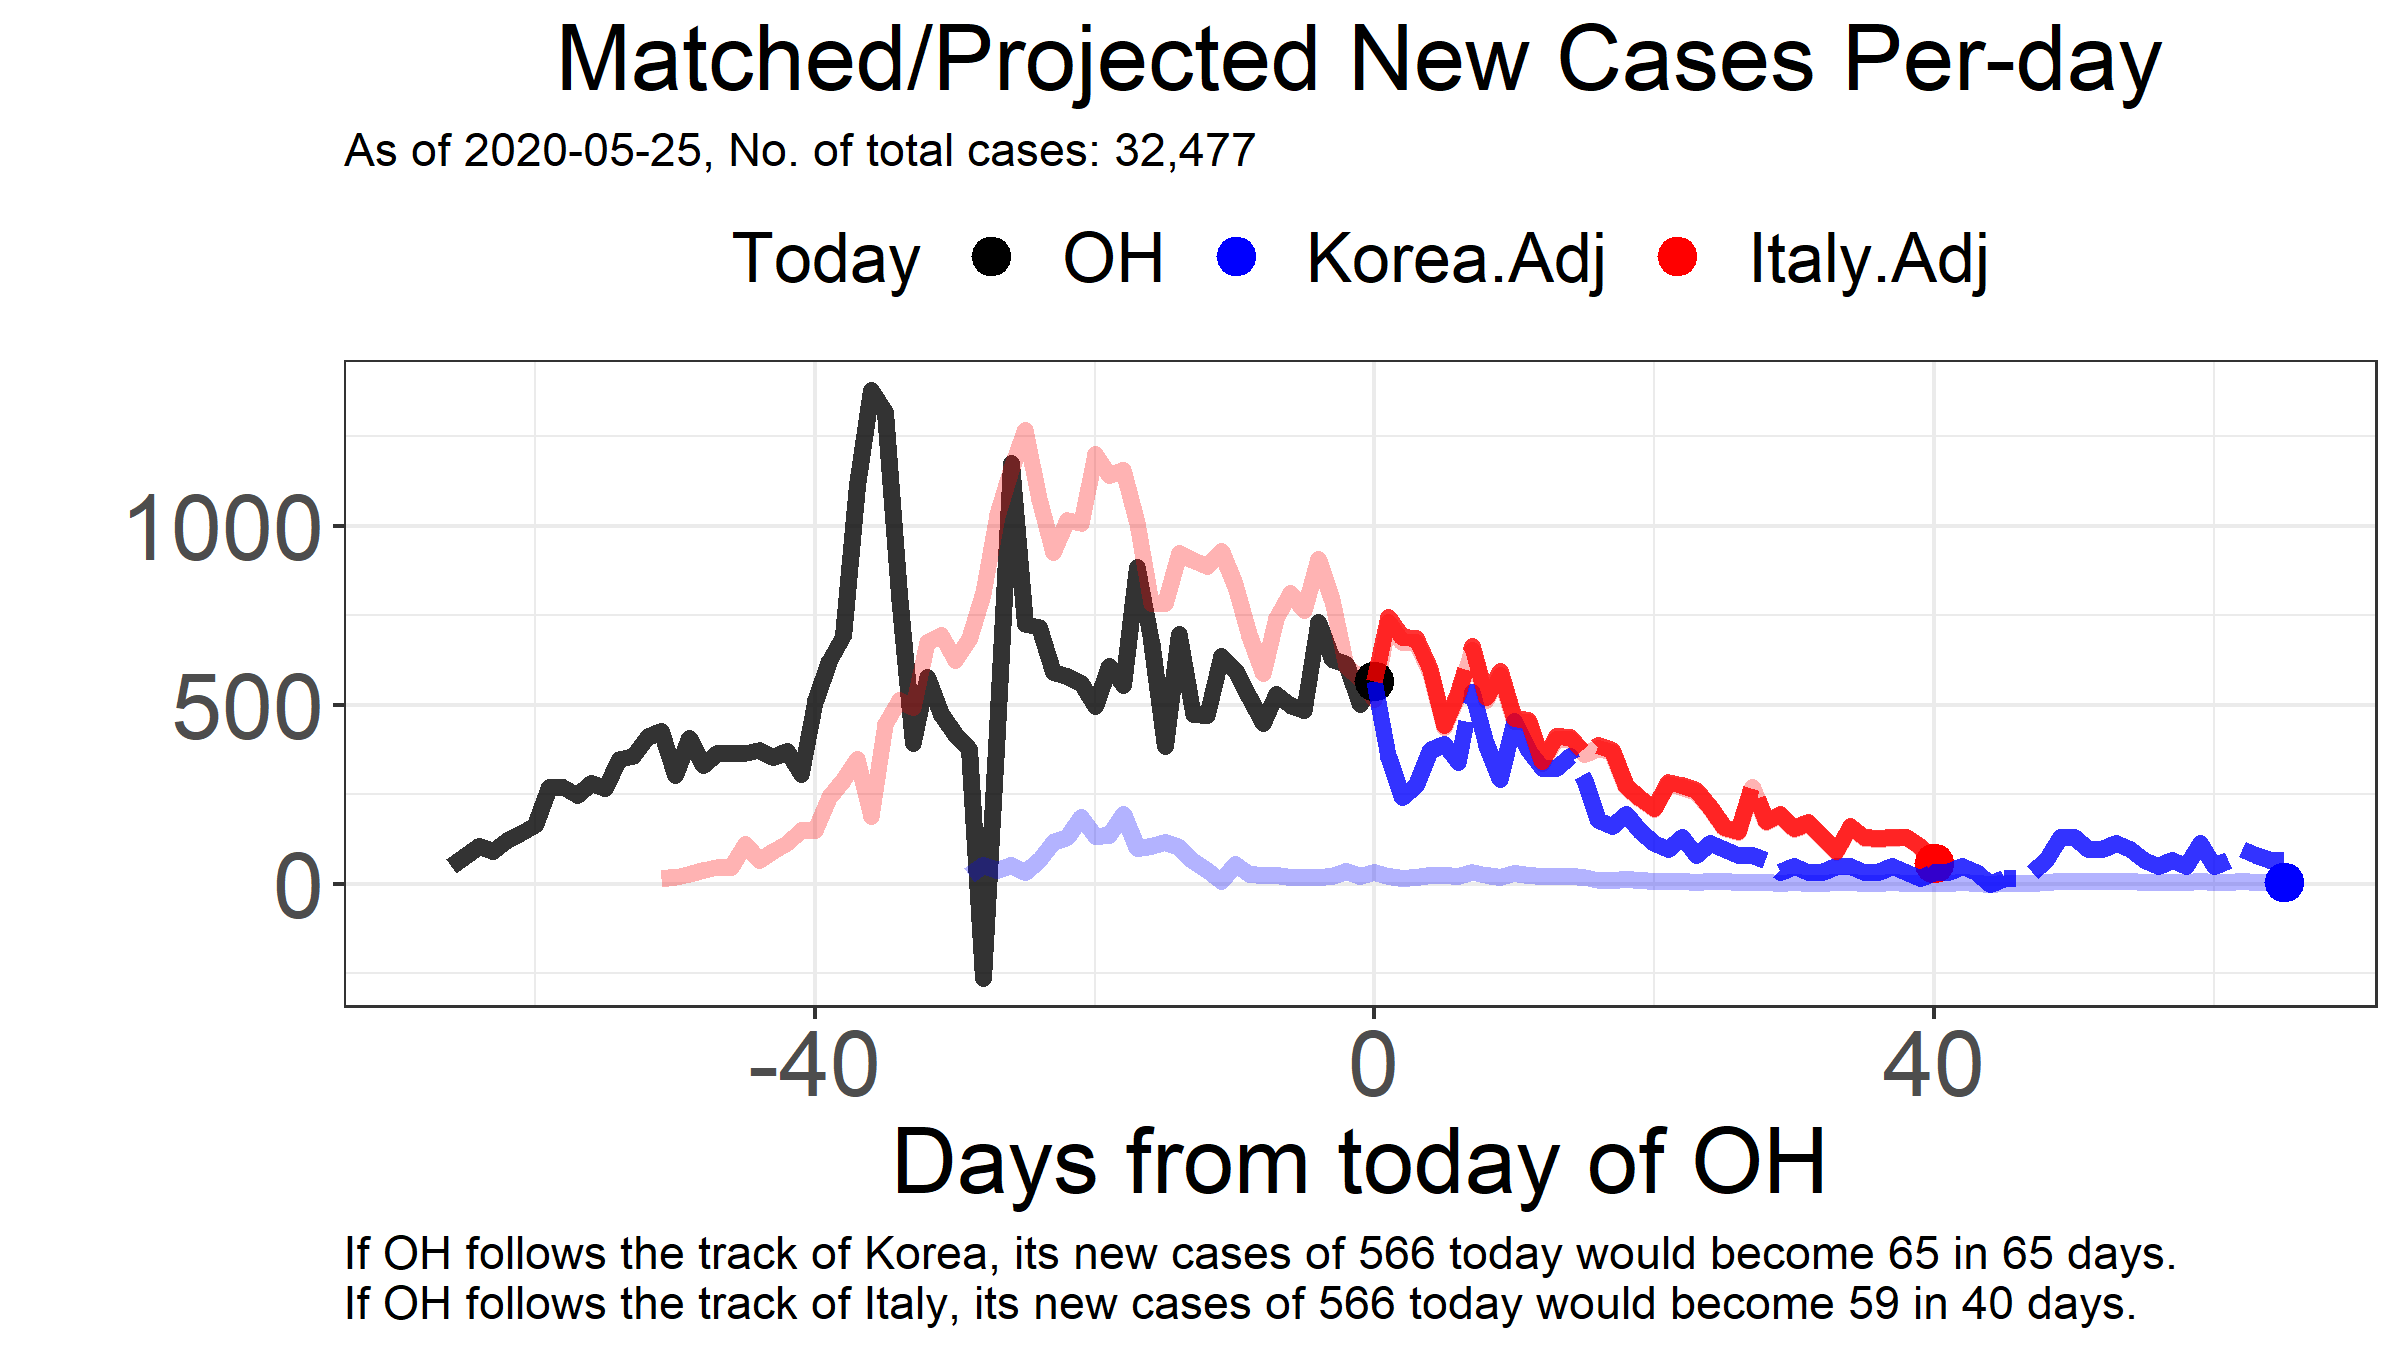 Matched/Projected New Cases Per-day
As of 2020-05-25, No. of total cases: 32,477
Today OH Korea.Adj Italy.Adj
1000
500
0
-40 0 40
Days from today of OH
If OH follows the track of Korea, its new cases of 566 today would become 65 in 65 days.
If OH follows the track of Italy, its new cases of 566 today would become 59 in 40 days.